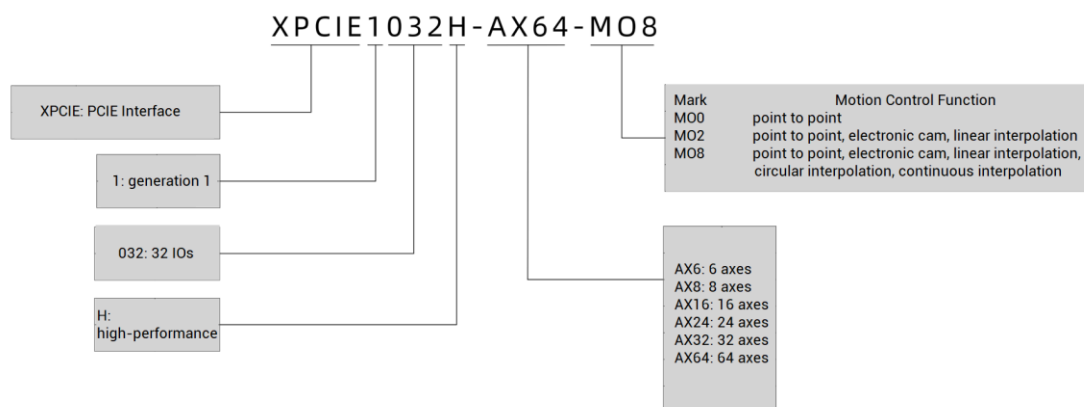 XPCIE1032H-AX64-MO8
XPCIE: PCIE Interface
1: generation 1
032: 32 IOs
H:
high-performance
Mark Motion Control Function
MO0 point to point
MO2 point to point, electronic cam, linear interpolation
MO8 point to point, electronic cam, linear interpolation,
circular interpolation, continuous interpolation
AX6: 6 axes
AX8: 8 axes
AX16: 16 axes
AX24: 24 axes
AX32: 32 axes
AX64: 64 axes